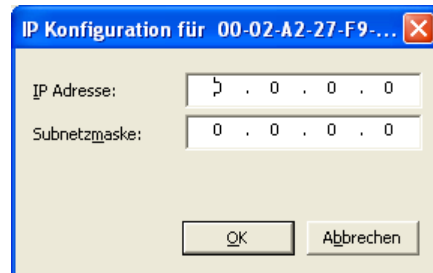 IP Konfiguration für 00-02-A2-27-F9-...
IP Adresse: 0 . 0 . 0 . 0
Subnetzmaske: 0 . 0 . 0 . 0
OK Abbrechen